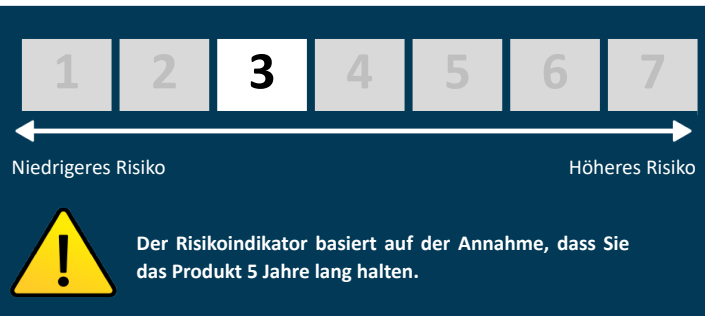 1 2 3 4 5 6 7
Niedrigeres Risiko Höheres Risiko
!
Der Risikoindikator basiert auf der Annahme, dass Sie
das Produkt 5 Jahre lang halten.